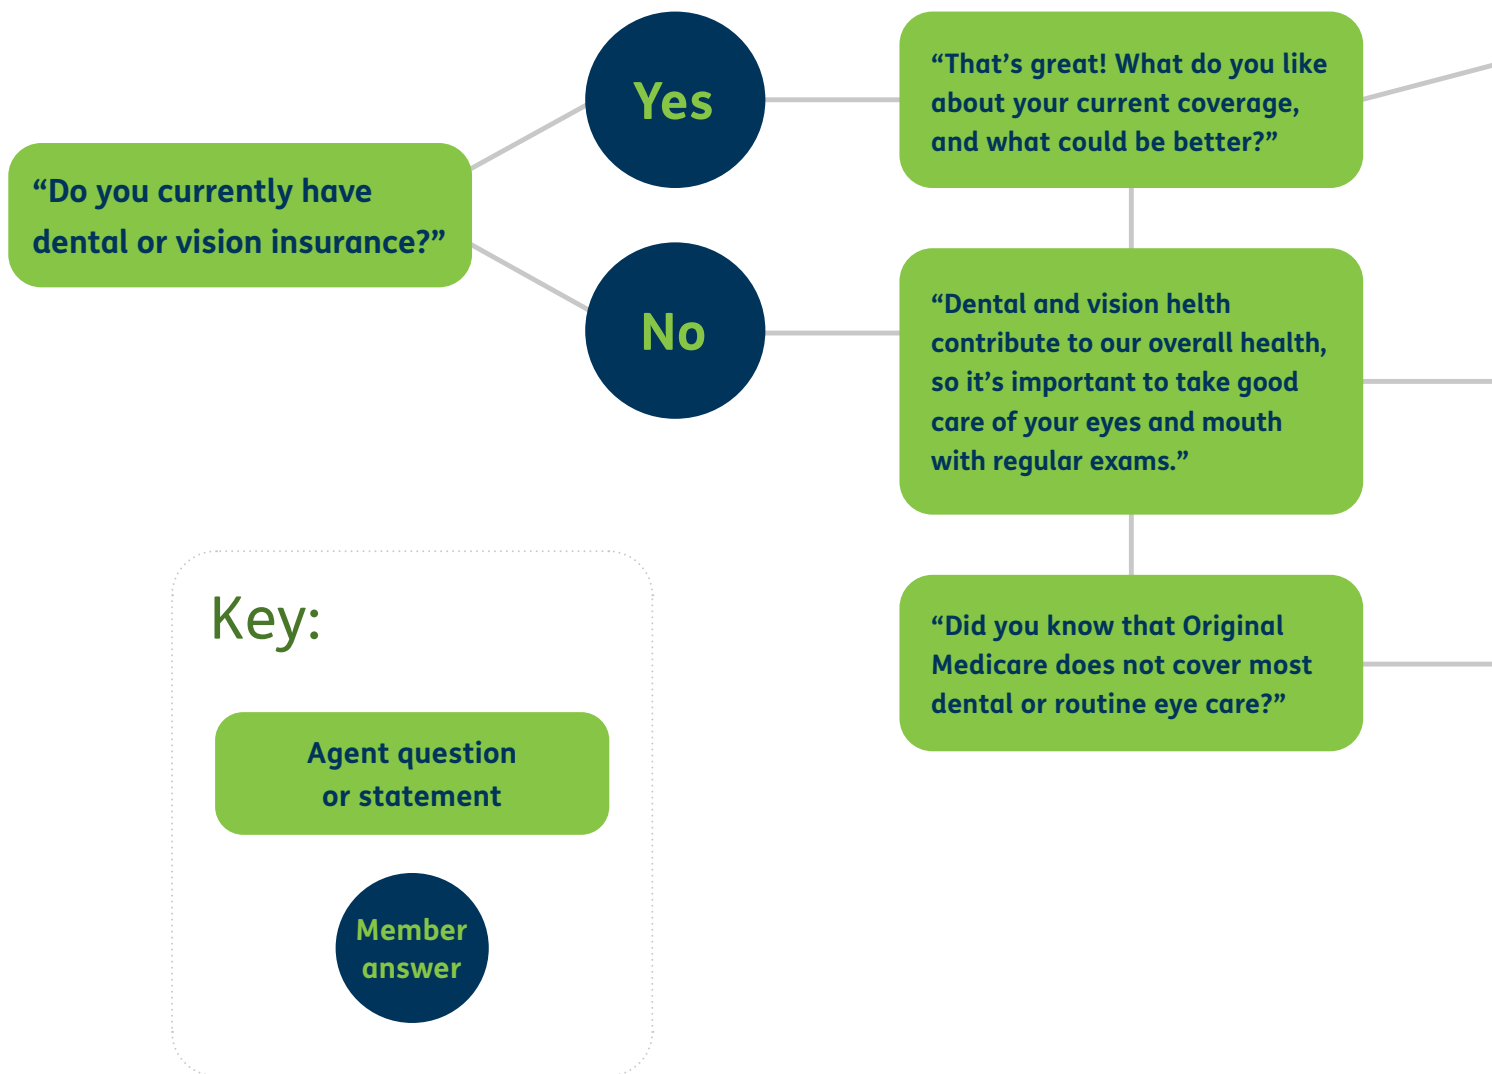 “Do you currently have
dental or vision insurance?”
Yes
“That’s great! What do you like
about your current coverage,
and what could be better?”
No
“Dental and vision helth
contribute to our overall health,
so it’s important to take good
care of your eyes and mouth
with regular exams.”
“Did you know that Original
Medicare does not cover most
dental or routine eye care?”
Key:
Agent question
or statement
Member
answer